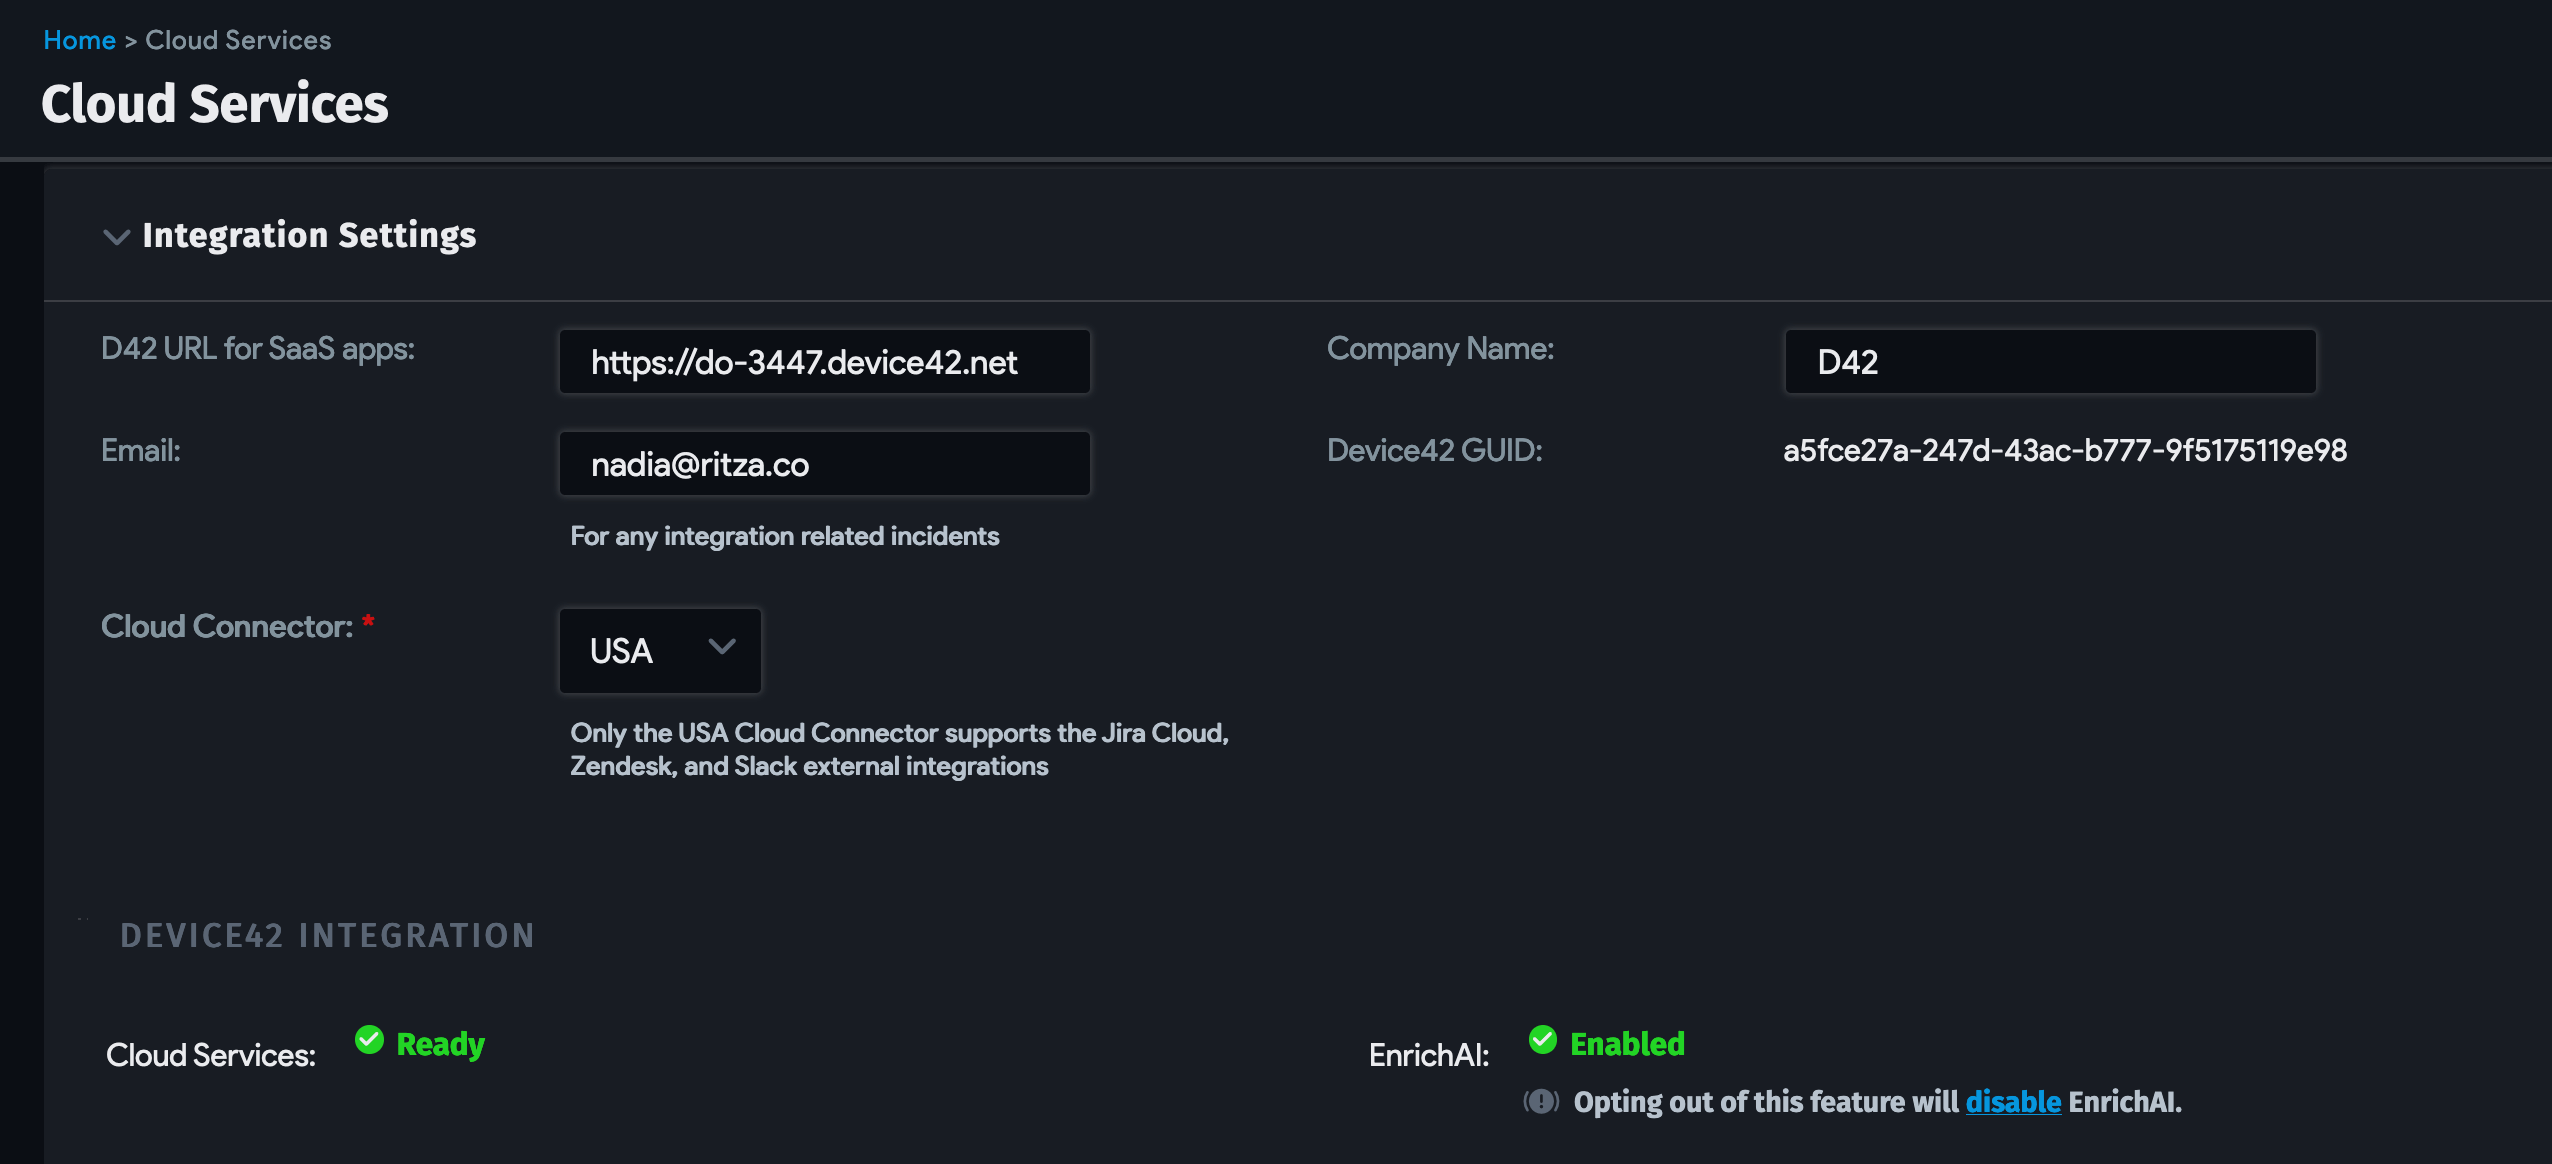 Home > Cloud Services
Cloud Services
Integration Settings
D42 URL for SaaS apps: https://do-3447.device42.net Company Name: D42
Email: nadia@ritza.co Device42 GUID: a5fce27a-247d-43ac-b777-9f5175119e98
For any integration related incidents
Cloud Connector: * USA
Only the USA Cloud Connector supports the Jira Cloud,
Zendesk, and Slack external integrations
DEVICE42 INTEGRATION
Cloud Services: Ready EnrichAI: Enabled
Opting out of this feature will disable EnrichAI.